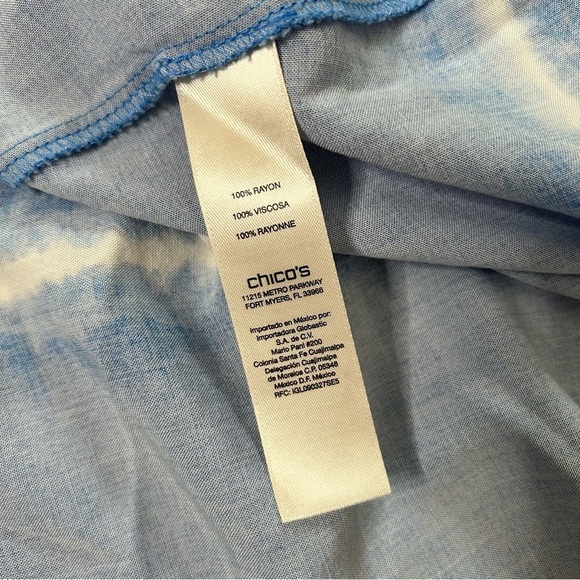 100% RAYON
100% VISCOSA
100% RAYONNE
chico's
11215 METRO PARKWAY
FORT MYERS, FL 33966
Importado en México por:
Importadora Globastic
S.A. de C.V.
Mario Pani #200
Colonia Santa Fe Cuajimalpa
Delegación Cuajimalpa
de Morelos C.P. 05348
México D.F. México
RFC: IGL090327SE5